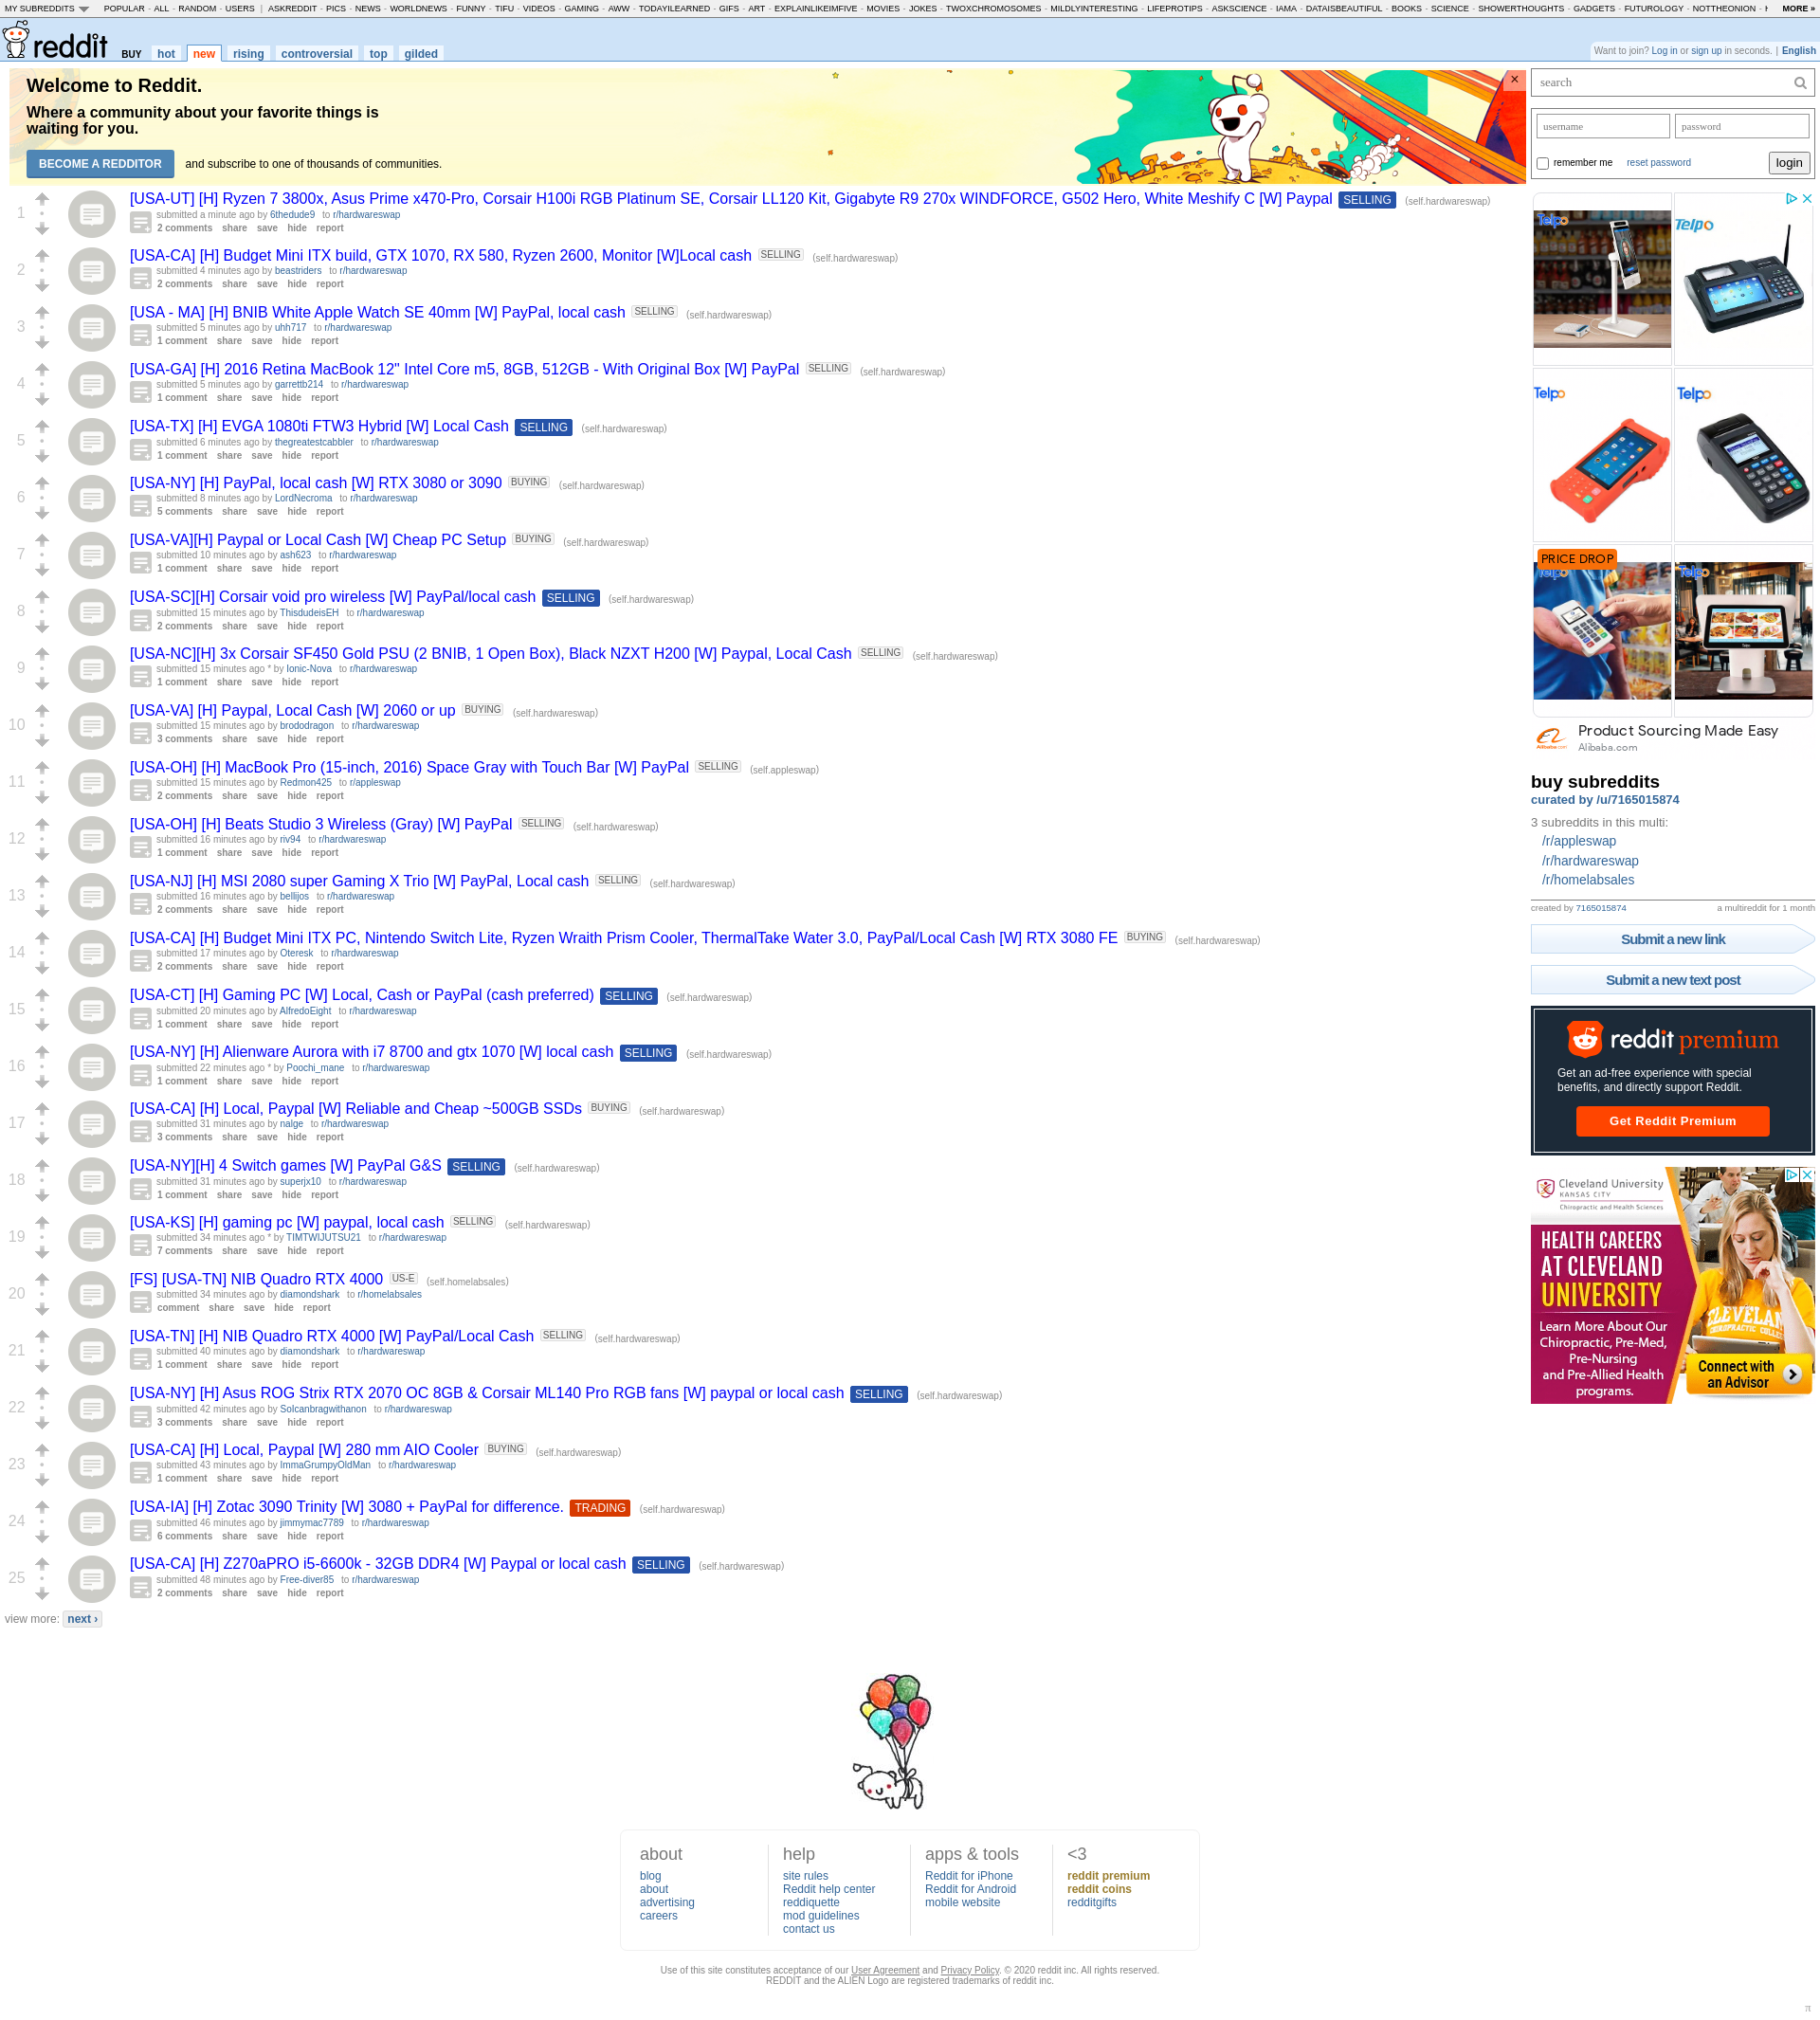 MY SUBREDDITS POPULAR - ALL - RANDOM - USERS | ASKREDDIT - PICS - NEWS - WORLDNEWS - FUNNY - TIFU - VIDEOS - GAMING - AWW - TODAYILEARNED - GIFS - ART - EXPLAINLIKEIMFIVE - MOVIES - JOKES - TWOXCHROMOSOMES - MILDLYINTERESTING - LIFEPROTIPS - ASKSCIENCE - IAMA - DATAISBEAUTIFUL - BOOKS - SCIENCE - SHOWERTHOUGHTS - GADGETS - FUTUROLOGY - NOTTHEONION - MORE »
reddit BUY hot new rising controversial top gilded
Want to join? Log in or sign up in seconds. | English
Welcome to Reddit.
Where a community about your favorite things is
waiting for you.
BECOME A REDDITOR and subscribe to one of thousands of communities.
1
[USA-UT] [H] Ryzen 7 3800x, Asus Prime x470-Pro, Corsair H100i RGB Platinum SE, Corsair LL120 Kit, Gigabyte R9 270x WINDFORCE, G502 Hero, White Meshify C [W] Paypal SELLING (self.hardwareswap)
submitted a minute ago by 6thedude9 to r/hardwareswap
2 comments share save hide report
2
[USA-CA] [H] Budget Mini ITX build, GTX 1070, RX 580, Ryzen 2600, Monitor [W]Local cash SELLING (self.hardwareswap)
submitted 4 minutes ago by beastriders to r/hardwareswap
2 comments share save hide report
3
[USA - MA] [H] BNIB White Apple Watch SE 40mm [W] PayPal, local cash SELLING (self.hardwareswap)
submitted 5 minutes ago by uhh717 to r/hardwareswap
1 comment share save hide report
4
[USA-GA] [H] 2016 Retina MacBook 12" Intel Core m5, 8GB, 512GB - With Original Box [W] PayPal SELLING (self.hardwareswap)
submitted 5 minutes ago by garrettb214 to r/hardwareswap
1 comment share save hide report
5
[USA-TX] [H] EVGA 1080ti FTW3 Hybrid [W] Local Cash SELLING (self.hardwareswap)
submitted 6 minutes ago by thegreatestcabbler to r/hardwareswap
1 comment share save hide report
6
[USA-NY] [H] PayPal, local cash [W] RTX 3080 or 3090 BUYING (self.hardwareswap)
submitted 8 minutes ago by LordNecroma to r/hardwareswap
5 comments share save hide report
7
[USA-VA][H] Paypal or Local Cash [W] Cheap PC Setup BUYING (self.hardwareswap)
submitted 10 minutes ago by ash623 to r/hardwareswap
1 comment share save hide report
8
[USA-SC][H] Corsair void pro wireless [W] PayPal/local cash SELLING (self.hardwareswap)
submitted 15 minutes ago by ThisdudeisEH to r/hardwareswap
2 comments share save hide report
9
[USA-NC][H] 3x Corsair SF450 Gold PSU (2 BNIB, 1 Open Box), Black NZXT H200 [W] Paypal, Local Cash SELLING (self.hardwareswap)
submitted 15 minutes ago * by Ionic-Nova to r/hardwareswap
1 comment share save hide report
10
[USA-VA] [H] Paypal, Local Cash [W] 2060 or up BUYING (self.hardwareswap)
submitted 15 minutes ago by brododragon to r/hardwareswap
3 comments share save hide report
11
[USA-OH] [H] MacBook Pro (15-inch, 2016) Space Gray with Touch Bar [W] PayPal SELLING (self.appleswap)
submitted 15 minutes ago by Redmon425 to r/appleswap
2 comments share save hide report
12
[USA-OH] [H] Beats Studio 3 Wireless (Gray) [W] PayPal SELLING (self.hardwareswap)
submitted 16 minutes ago by riv94 to r/hardwareswap
1 comment share save hide report
13
[USA-NJ] [H] MSI 2080 super Gaming X Trio [W] PayPal, Local cash SELLING (self.hardwareswap)
submitted 16 minutes ago by bellijos to r/hardwareswap
2 comments share save hide report
14
[USA-CA] [H] Budget Mini ITX PC, Nintendo Switch Lite, Ryzen Wraith Prism Cooler, ThermalTake Water 3.0, PayPal/Local Cash [W] RTX 3080 FE BUYING (self.hardwareswap)
submitted 17 minutes ago by Oteresk to r/hardwareswap
2 comments share save hide report
15
[USA-CT] [H] Gaming PC [W] Local, Cash or PayPal (cash preferred) SELLING (self.hardwareswap)
submitted 20 minutes ago by AlfredoEight to r/hardwareswap
1 comment share save hide report
16
[USA-NY] [H] Alienware Aurora with i7 8700 and gtx 1070 [W] local cash SELLING (self.hardwareswap)
submitted 22 minutes ago * by Poochi_mane to r/hardwareswap
1 comment share save hide report
17
[USA-CA] [H] Local, Paypal [W] Reliable and Cheap ~500GB SSDs BUYING (self.hardwareswap)
submitted 31 minutes ago by nalge to r/hardwareswap
3 comments share save hide report
18
[USA-NY][H] 4 Switch games [W] PayPal G&S SELLING (self.hardwareswap)
submitted 31 minutes ago by superjx10 to r/hardwareswap
1 comment share save hide report
19
[USA-KS] [H] gaming pc [W] paypal, local cash SELLING (self.hardwareswap)
submitted 34 minutes ago * by TIMTWIJUTSU21 to r/hardwareswap
7 comments share save hide report
20
[FS] [USA-TN] NIB Quadro RTX 4000 US-E (self.homelabsales)
submitted 34 minutes ago by diamondshark to r/homelabsales
comment share save hide report
21
[USA-TN] [H] NIB Quadro RTX 4000 [W] PayPal/Local Cash SELLING (self.hardwareswap)
submitted 40 minutes ago by diamondshark to r/hardwareswap
1 comment share save hide report
22
[USA-NY] [H] Asus ROG Strix RTX 2070 OC 8GB & Corsair ML140 Pro RGB fans [W] paypal or local cash SELLING (self.hardwareswap)
submitted 42 minutes ago by Solcanbragwithanon to r/hardwareswap
3 comments share save hide report
23
[USA-CA] [H] Local, Paypal [W] 280 mm AIO Cooler BUYING (self.hardwareswap)
submitted 43 minutes ago by ImmaGrumpyOldMan to r/hardwareswap
1 comment share save hide report
24
[USA-IA] [H] Zotac 3090 Trinity [W] 3080 + PayPal for difference. TRADING (self.hardwareswap)
submitted 46 minutes ago by jimmymac7789 to r/hardwareswap
6 comments share save hide report
25
[USA-CA] [H] Z270aPRO i5-6600k - 32GB DDR4 [W] Paypal or local cash SELLING (self.hardwareswap)
submitted 48 minutes ago by Free-diver85 to r/hardwareswap
2 comments share save hide report
view more: next ›
search
username password
remember me reset password login
Telpo Telpo
Telpo Telpo
PRICE DROP
Telpo Telpo
Product Sourcing Made Easy
Alibaba.com
Alibaba.com
buy subreddits
curated by /u/7165015874
3 subreddits in this multi:
/r/appleswap
/r/hardwareswap
/r/homelabsales
created by 7165015874 a multireddit for 1 month
Submit a new link
Submit a new text post
reddit premium
Get an ad-free experience with special
benefits, and directly support Reddit.
Get Reddit Premium
Cleveland University
KANSAS CITY
Chiropractic and Health Sciences
HEALTH CAREERS
AT CLEVELAND
UNIVERSITY
Learn More About Our
Chiropractic, Pre-Med,
Pre-Nursing
and Pre-Allied Health
programs.
CLEVELAND
CHIROPRACTIC COLLEGE
Connect with
an Advisor
about
blog
about
advertising
careers
help
site rules
Reddit help center
reddiquette
mod guidelines
contact us
apps & tools
Reddit for iPhone
Reddit for Android
mobile website
<3
reddit premium
reddit coins
redditgifts
Use of this site constitutes acceptance of our User Agreement and Privacy Policy. © 2020 reddit inc. All rights reserved.
REDDIT and the ALIEN Logo are registered trademarks of reddit inc.
π